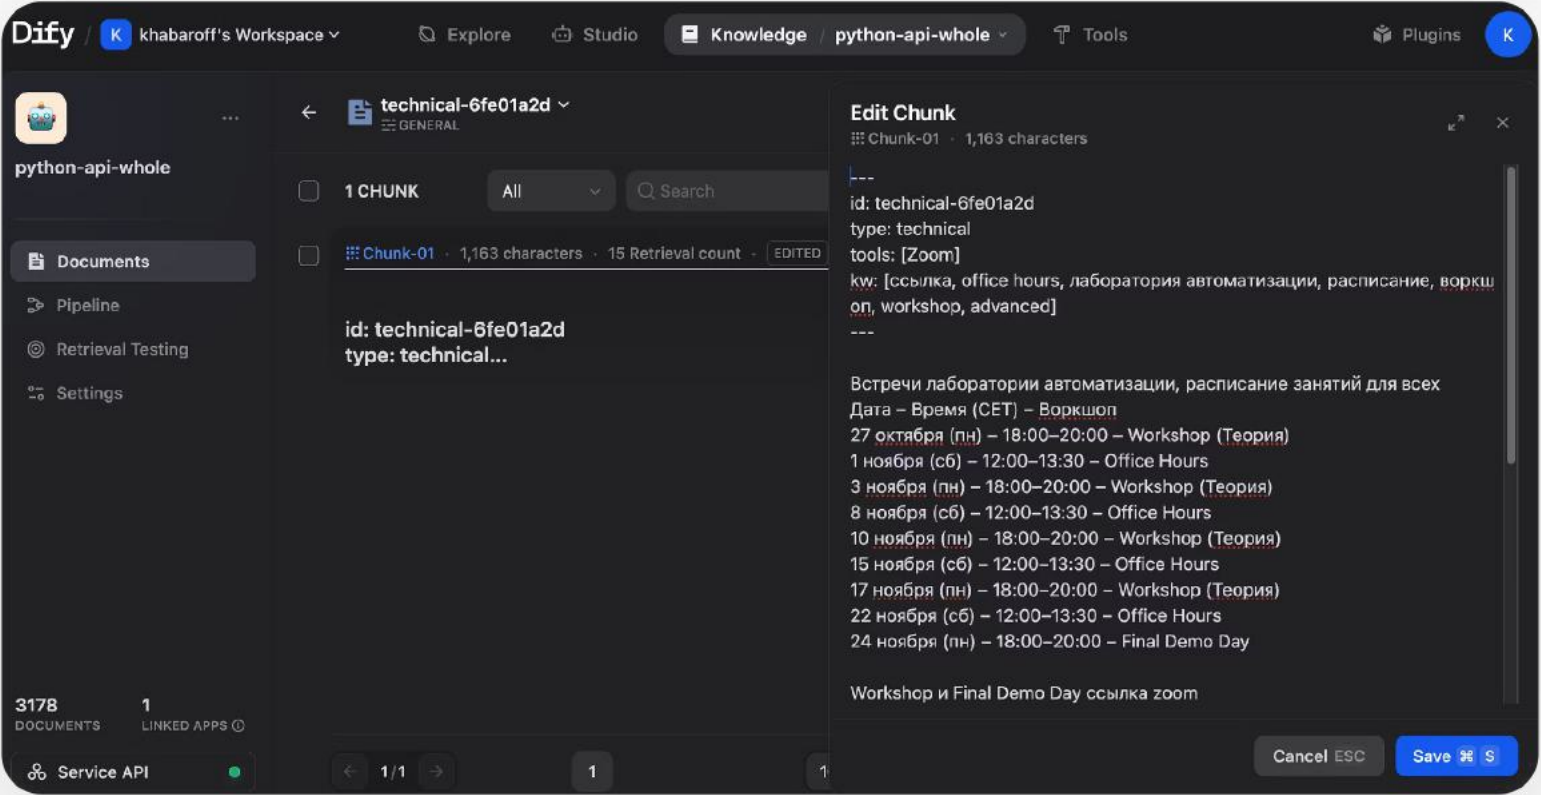 Dify / K khabaroff's Workspace Explore Studio Knowledge / python-api-whole Tools Plugins K
python-api-whole
Documents
Pipeline
Retrieval Testing
Settings
3178 1
DOCUMENTS LINKED APPS
Service API
technical-6fe01a2d
GENERAL
1 CHUNK All Search
Chunk-01 · 1,163 characters · 15 Retrieval count · EDITED
id: technical-6fe01a2d
type: technical...
1/1 1
Edit Chunk
Chunk-01 · 1,163 characters
---
id: technical-6fe01a2d
type: technical
tools: [Zoom]
kw: [ссылка, office hours, лаборатория автоматизации, расписание, воркш
оп, workshop, advanced]
---
Встречи лаборатории автоматизации, расписание занятий для всех
Дата – Время (CET) – Воркшоп
27 октября (пн) – 18:00–20:00 – Workshop (Теория)
1 ноября (сб) – 12:00–13:30 – Office Hours
3 ноября (пн) – 18:00–20:00 – Workshop (Теория)
8 ноября (сб) – 12:00–13:30 – Office Hours
10 ноября (пн) – 18:00–20:00 – Workshop (Теория)
15 ноября (сб) – 12:00–13:30 – Office Hours
17 ноября (пн) – 18:00–20:00 – Workshop (Теория)
22 ноября (сб) – 12:00–13:30 – Office Hours
24 ноября (пн) – 18:00–20:00 – Final Demo Day
Workshop и Final Demo Day ссылка zoom
Cancel ESC Save ⌘ S